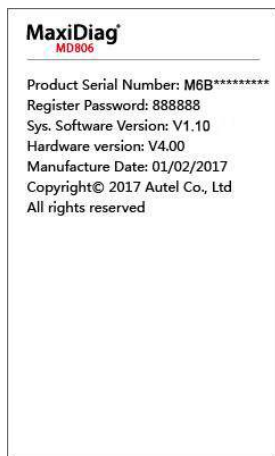 MaxiDiag®
MD806
Product Serial Number: M6B*********
Register Password: 888888
Sys. Software Version: V1.10
Hardware version: V4.00
Manufacture Date: 01/02/2017
Copyright© 2017 Autel Co., Ltd
All rights reserved